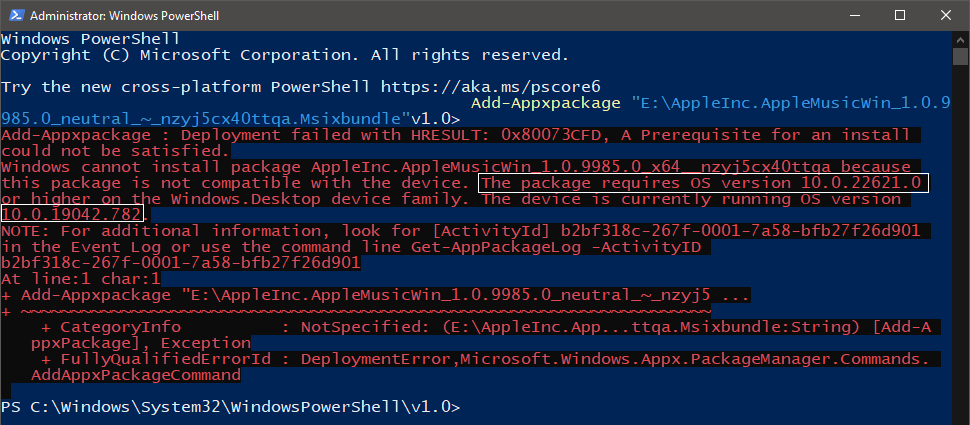 Administrator: Windows PowerShell
Windows PowerShell
Copyright (C) Microsoft Corporation. All rights reserved.
Try the new cross-platform PowerShell https://aka.ms/pscore6
Add-Appxpackage "E:\AppleInc.AppleMusicWin_1.0.9
985.0_neutral_~_nzyj5cx40ttqa.Msixbundle"v1.0>
Add-Appxpackage : Deployment failed with HRESULT: 0x80073CFD, A Prerequisite for an install
could not be satisfied.
Windows cannot install package AppleInc.AppleMusicWin_1.0.9985.0_x64__nzyj5cx40ttqa because
this package is not compatible with the device. The package requires OS version 10.0.22621.0
or higher on the Windows.Desktop device family. The device is currently running OS version
10.0.19042.782.
NOTE: For additional information, look for [ActivityId] b2bf318c-267f-0001-7a58-bfb27f26d901
in the Event Log or use the command line Get-AppPackageLog -ActivityID
b2bf318c-267f-0001-7a58-bfb27f26d901
At line:1 char:1
+ Add-Appxpackage "E:\AppleInc.AppleMusicWin_1.0.9985.0_neutral_~_nzyj5 ...
+ ~~~~~~~~~~~~~~~~~~~~~~~~~~~~~~~~~~~~~~~~~~~~~~~~~~~~~~~~~~~~~~~~~~~~~
+ CategoryInfo : NotSpecified: (E:\AppleInc.App...ttqa.Msixbundle:String) [Add-A
ppxPackage], Exception
+ FullyQualifiedErrorId : DeploymentError,Microsoft.Windows.Appx.PackageManager.Commands.
AddAppxPackageCommand
PS C:\Windows\System32\WindowsPowerShell\v1.0>